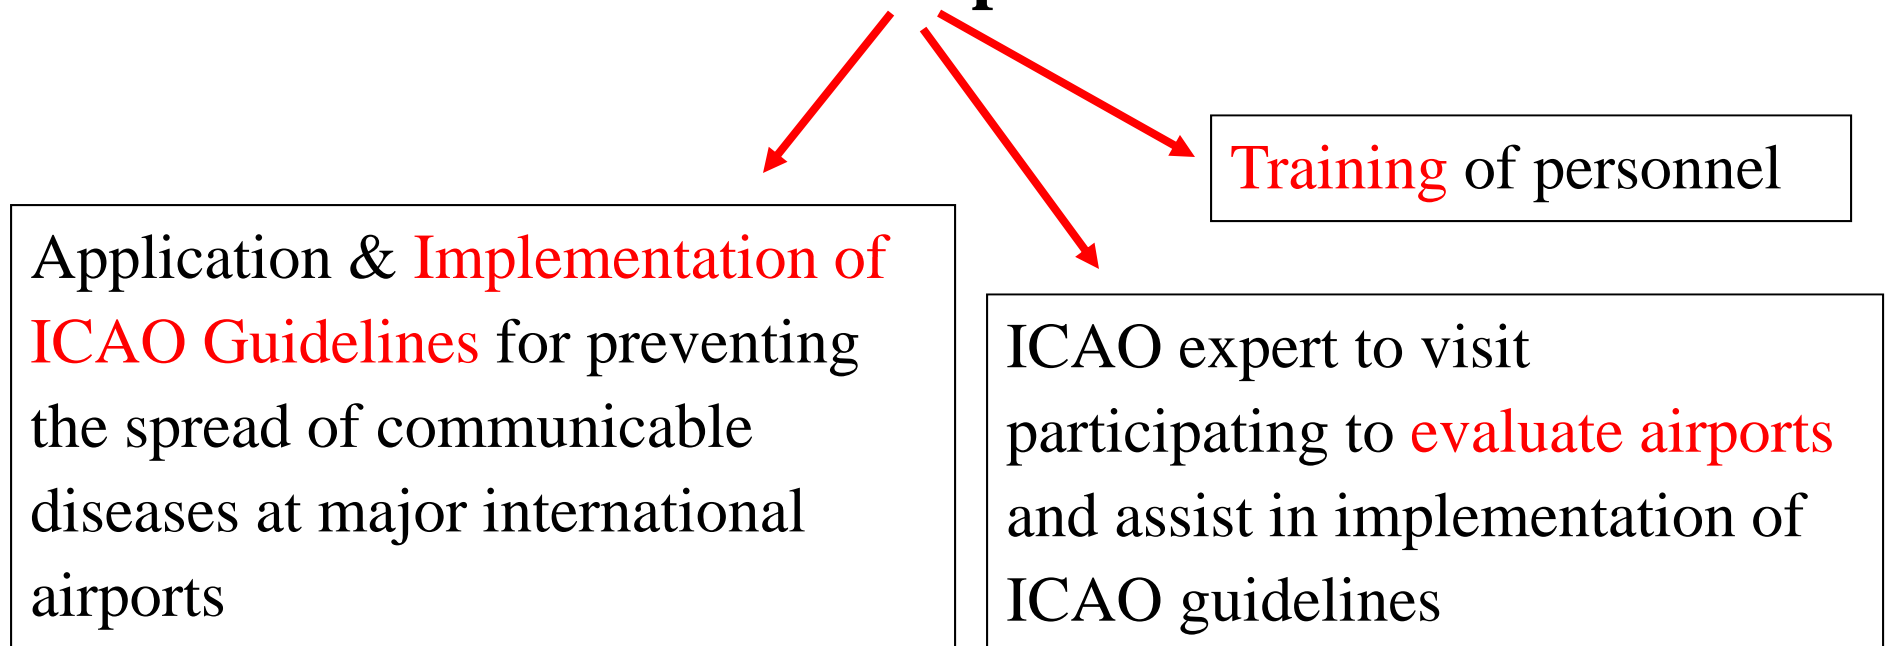 Training of personnel
Application & Implementation of
ICAO Guidelines for preventing
the spread of communicable
diseases at major international
airports
ICAO expert to visit
participating to evaluate airports
and assist in implementation of
ICAO guidelines